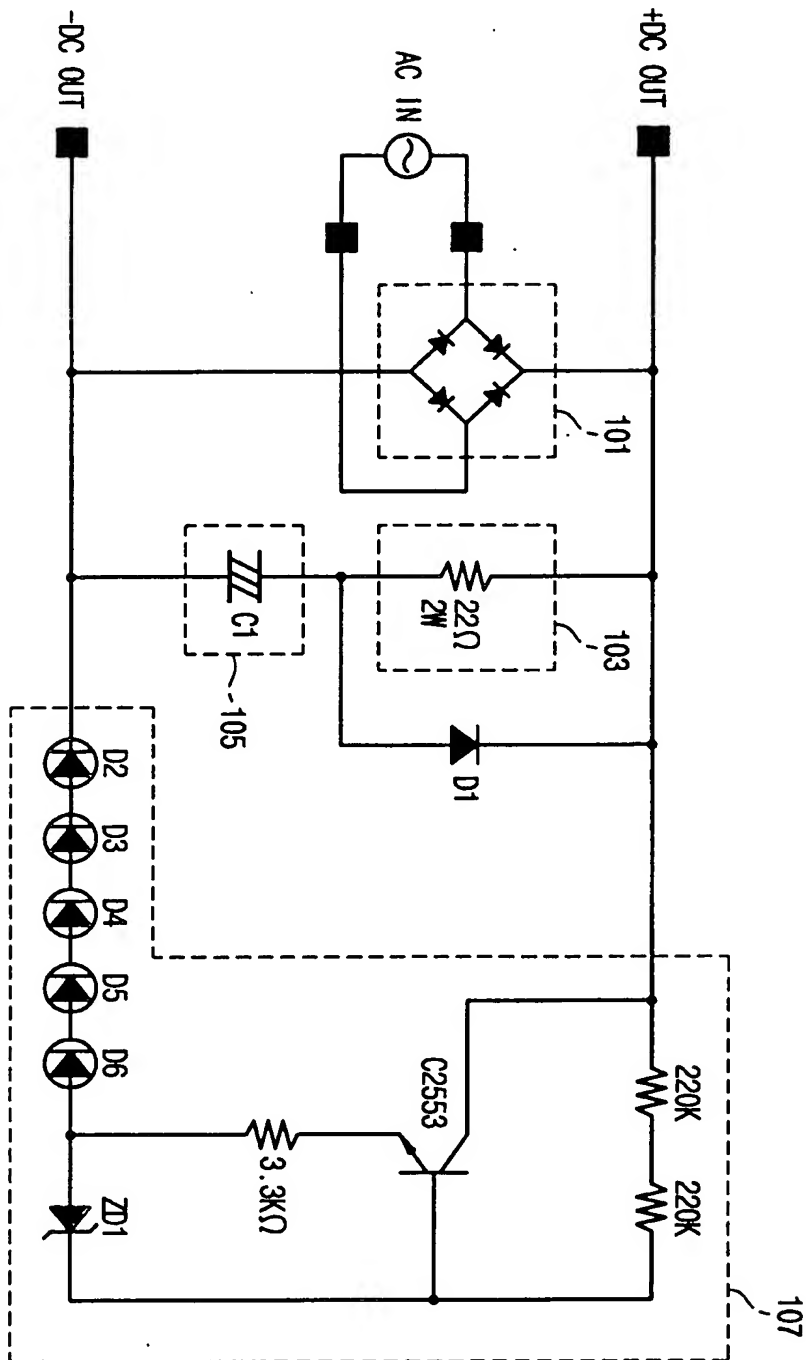 +DC OUT
AC IN
-DC OUT
101
22Ω
2W
103
C1
105
D1
D2
D3
D4
D5
D6
220K
220K
C2553
3.3KΩ
ZD1
107